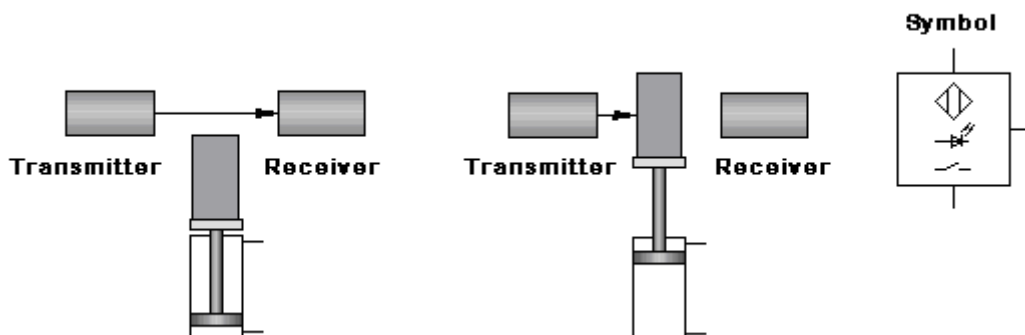 Symbol
Transmitter
Receiver
Transmitter
Receiver